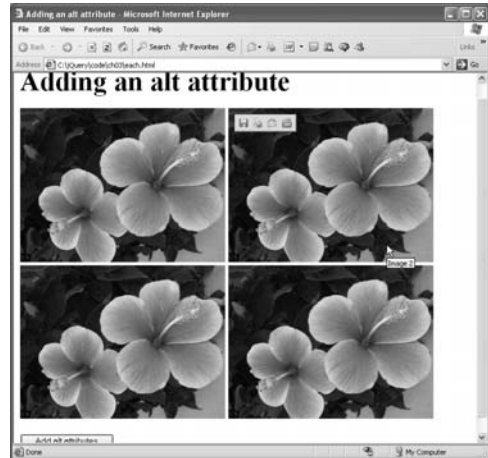 Adding an alt attribute - Microsoft Internet Explorer
File Edit View Favorites Tools Help
Back Search Favorites Links
Address C:\jQuery\code\ch03\each.html Go
Adding an alt attribute
Image 2
Add alt attributes
Done My Computer